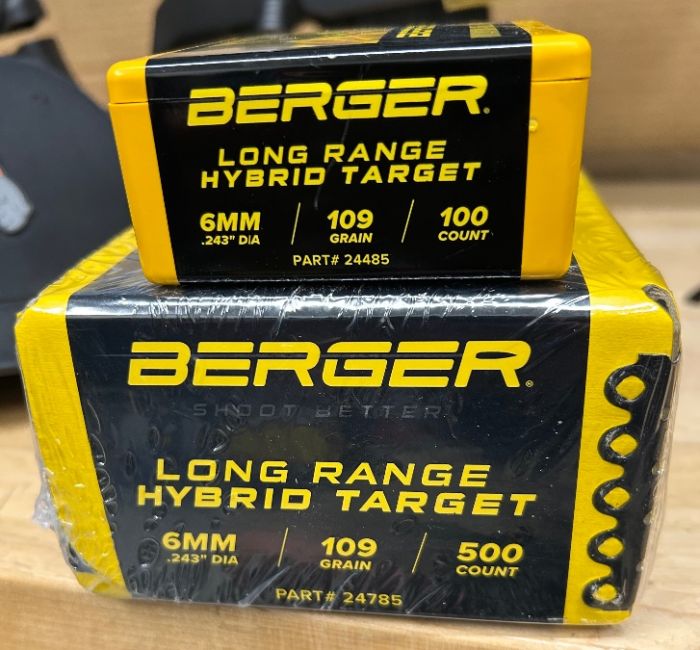 BERGER®
LONG RANGE
HYBRID TARGET
6MM | 109 | 100
.243" DIA GRAIN COUNT
PART# 24485
BERGER®
SHOOT BETTER
LONG RANGE
HYBRID TARGET
6MM | 109 | 500
.243" DIA GRAIN COUNT
PART# 24785